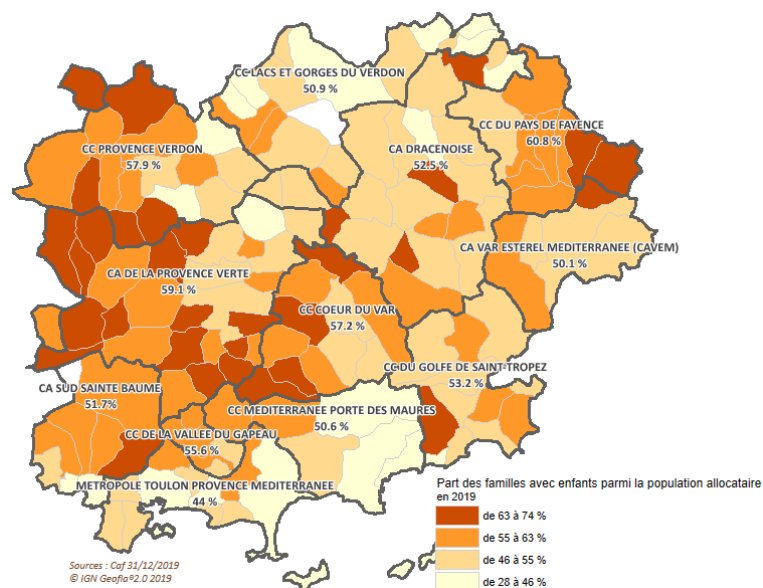 CC LACS ET GORGES DU VERDON
50.9 %
CC DU PAYS DE FAYENCE
60.8 %
CC PROVENCE VERDON
57.9 %
CA DRACENOISE
52.5 %
CA VAR ESTEREL MEDITERRANEE (CAVEM)
50.1 %
CA DE LA PROVENCE VERTE
59.1 %
CC COEUR DU VAR
57.2 %
CC DU GOLFE DE SAINT-TROPEZ
53.2 %
CA SUD SAINTE BAUME
51.7%
CC MEDITERRANEE PORTE DES MAURES
50.6 %
CC DE LA VALLEE DU GAPEAU
55.6 %
METROPOLE TOULON PROVENCE MEDITERRANEE
44 %
Part des familles avec enfants parmi la population allocataire
en 2019
de 63 à 74 %
de 55 à 63 %
de 46 à 55 %
de 28 à 46 %
Sources : Caf 31/12/2019
© IGN Geofla®2.0 2019